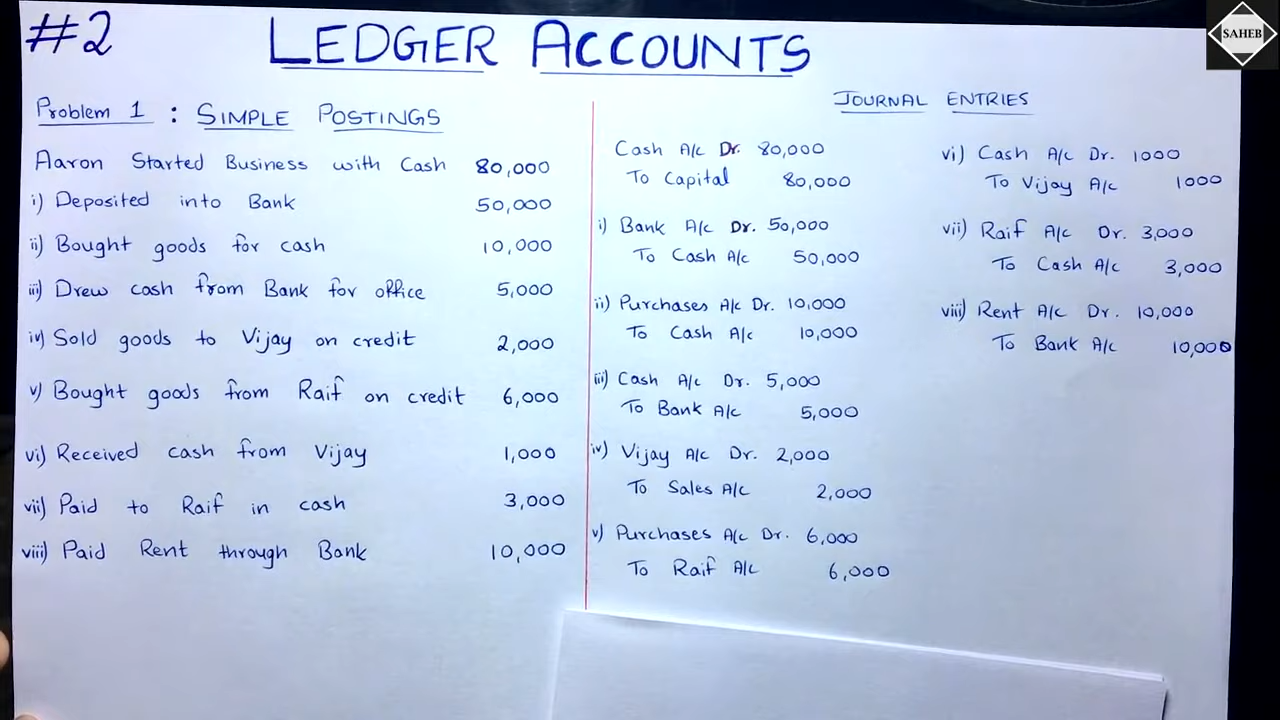 #2
LEDGER ACCOUNTS
SAHEB
Problem 1 : SIMPLE POSTINGS
Aaron Started Business with Cash 80,000
i) Deposited into Bank 50,000
ii) Bought goods for cash 10,000
iii) Drew cash from Bank for office 5,000
iv) Sold goods to Vijay on credit 2,000
v) Bought goods from Raif on credit 6,000
vi) Received cash from Vijay 1,000
vii) Paid to Raif in cash 3,000
viii) Paid Rent through Bank 10,000
JOURNAL ENTRIES
Cash A/c Dr. 80,000
To Capital 80,000
i) Bank A/c Dr. 50,000
To Cash A/c 50,000
ii) Purchases A/c Dr. 10,000
To Cash A/c 10,000
iii) Cash A/c Dr. 5,000
To Bank A/c 5,000
iv) Vijay A/c Dr. 2,000
To Sales A/c 2,000
v) Purchases A/c Dr. 6,000
To Raif A/c 6,000
vi) Cash A/c Dr. 1000
To Vijay A/c 1000
vii) Raif A/c Dr. 3,000
To Cash A/c 3,000
viii) Rent A/c Dr. 10,000
To Bank A/c 10,000